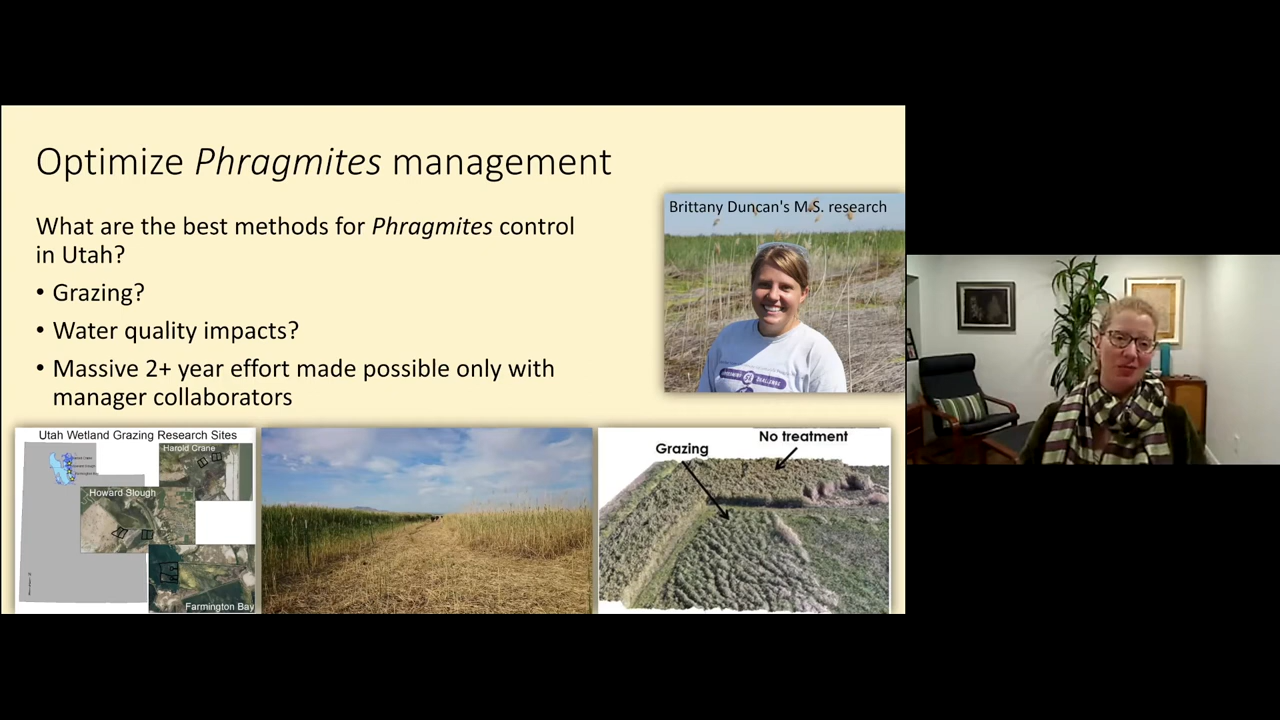 Optimize Phragmites management
What are the best methods for Phragmites control
in Utah?
• Grazing?
• Water quality impacts?
• Massive 2+ year effort made possible only with
manager collaborators
Brittany Duncan's M.S. research
Utah Wetland Grazing Research Sites
Harold Crane
Howard Slough
Farmington Bay
Grazing
No treatment